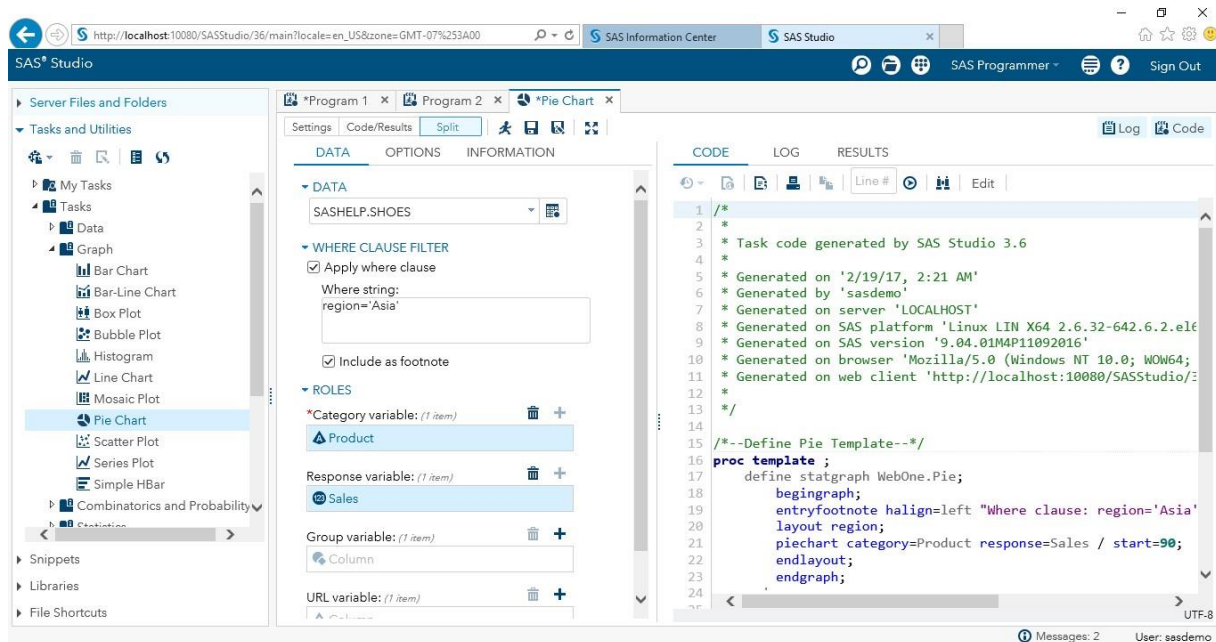 http://localhost:10080/SASStudio/36/main?locale=en_US&zone=GMT-07%253A00
SAS Information Center
SAS Studio
SAS® Studio
SAS Programmer
Sign Out
Server Files and Folders
Tasks and Utilities
My Tasks
Tasks
Data
Graph
Bar Chart
Bar-Line Chart
Box Plot
Bubble Plot
Histogram
Line Chart
Mosaic Plot
Pie Chart
Scatter Plot
Series Plot
Simple HBar
Combinatorics and Probability
Statistics
Snippets
Libraries
File Shortcuts
*Program 1
Program 2
*Pie Chart
Settings Code/Results Split
Log Code
DATA OPTIONS INFORMATION
DATA
SASHELP.SHOES
WHERE CLAUSE FILTER
Apply where clause
Where string:
region='Asia'
Include as footnote
ROLES
*Category variable: (1 item)
Product
Response variable: (1 item)
123 Sales
Group variable: (1 item)
Column
URL variable: (1 item)
Column
CODE LOG RESULTS
Line # Edit
1 /*
2 *
3 * Task code generated by SAS Studio 3.6
4 *
5 * Generated on '2/19/17, 2:21 AM'
6 * Generated by 'sasdemo'
7 * Generated on server 'LOCALHOST'
8 * Generated on SAS platform 'Linux LIN X64 2.6.32-642.6.2.el6
9 * Generated on SAS version '9.04.01M4P11092016'
10 * Generated on browser 'Mozilla/5.0 (Windows NT 10.0; WOW64;
11 * Generated on web client 'http://localhost:10080/SASStudio/3
12 *
13 */
14
15 /*--Define Pie Template--*/
16 proc template ;
17 define statgraph WebOne.Pie;
18 begingraph;
19 entryfootnote halign=left "Where clause: region='Asia'
20 layout region;
21 piechart category=Product response=Sales / start=90;
22 endlayout;
23 endgraph;
24
25
UTF-8
Messages: 2 User: sasdemo